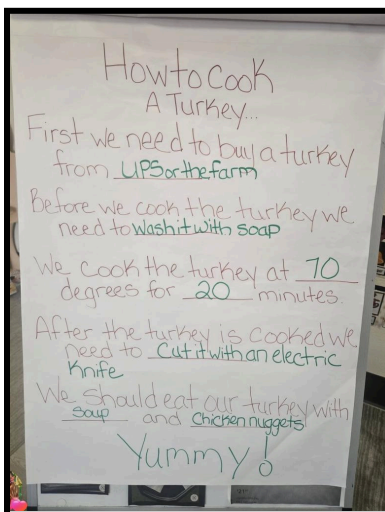 How to Cook
A Turkey...
First we need to buy a turkey
from UPS or the farm
Before we cook the turkey we
need to wash it with soap
We cook the turkey at 70
degrees for 20 minutes.
After the turkey is cooked we
need to cut it with an electric
Knife
We should eat our turkey with
soup and chicken nuggets
Yummy!